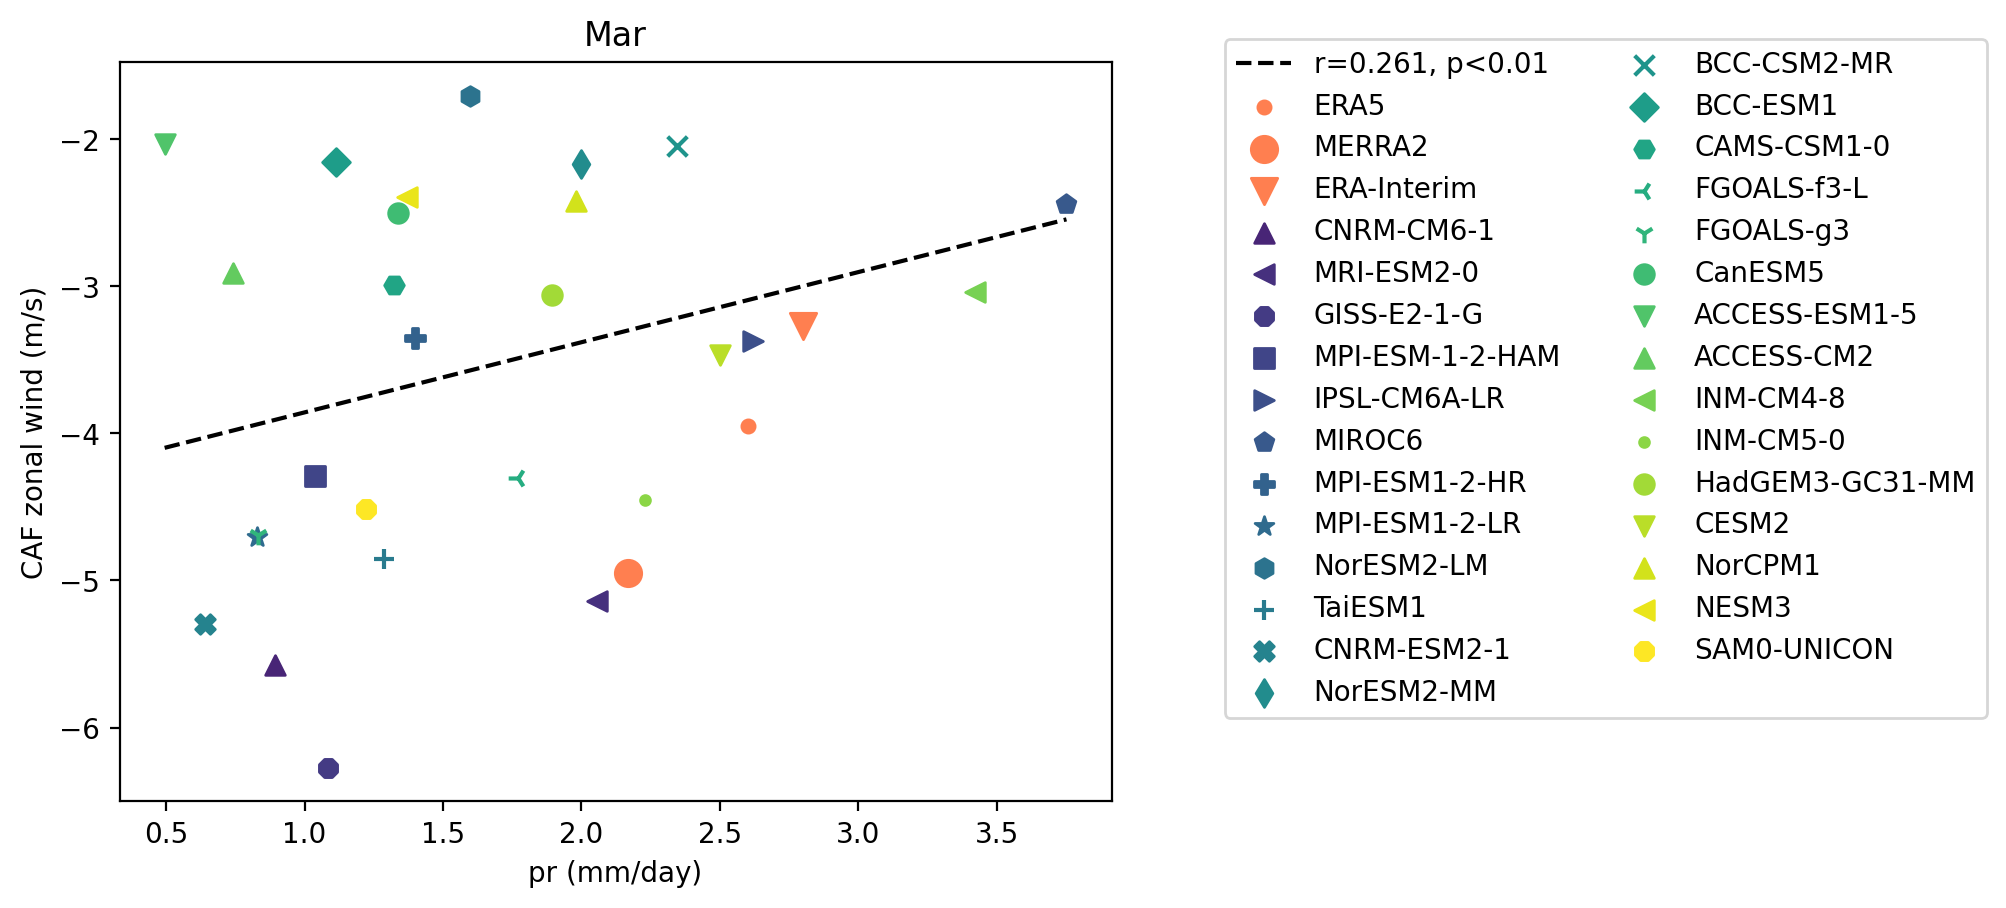 Mar
CAF zonal wind (m/s)
−2
−3
−4
−5
−6
0.5 1.0 1.5 2.0 2.5 3.0 3.5
pr (mm/day)
r=0.261, p<0.01
ERA5
MERRA2
ERA-Interim
CNRM-CM6-1
MRI-ESM2-0
GISS-E2-1-G
MPI-ESM-1-2-HAM
IPSL-CM6A-LR
MIROC6
MPI-ESM1-2-HR
MPI-ESM1-2-LR
NorESM2-LM
TaiESM1
CNRM-ESM2-1
NorESM2-MM
BCC-CSM2-MR
BCC-ESM1
CAMS-CSM1-0
FGOALS-f3-L
FGOALS-g3
CanESM5
ACCESS-ESM1-5
ACCESS-CM2
INM-CM4-8
INM-CM5-0
HadGEM3-GC31-MM
CESM2
NorCPM1
NESM3
SAM0-UNICON